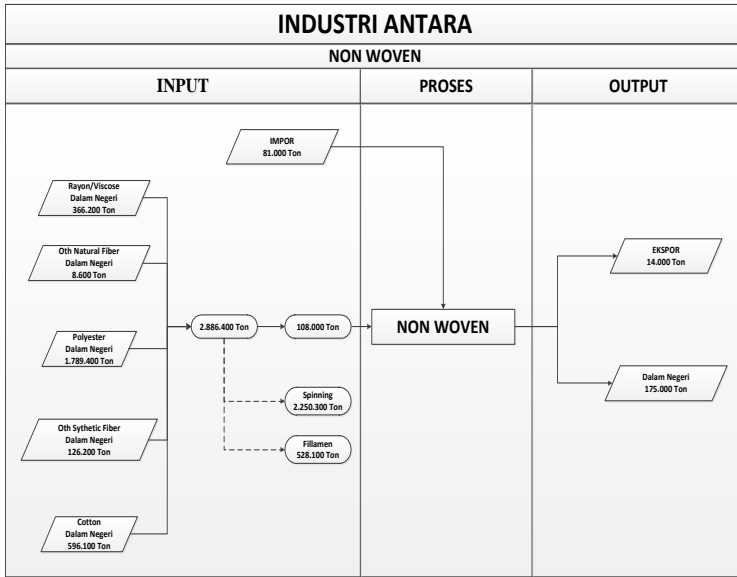 INDUSTRI ANTARA
NON WOVEN
INPUT
PROSES
OUTPUT
IMPOR
81.000 Ton
Rayon/Viscose
Dalam Negeri
366.200 Ton
Oth Natural Fiber
Dalam Negeri
8.600 Ton
Polyester
Dalam Negeri
1.789.400 Ton
Oth Sythetic Fiber
Dalam Negeri
126.200 Ton
Cotton
Dalam Negeri
596.100 Ton
2.886.400 Ton
108.000 Ton
Spinning
2.250.300 Ton
Fillamen
528.100 Ton
NON WOVEN
EKSPOR
14.000 Ton
Dalam Negeri
175.000 Ton